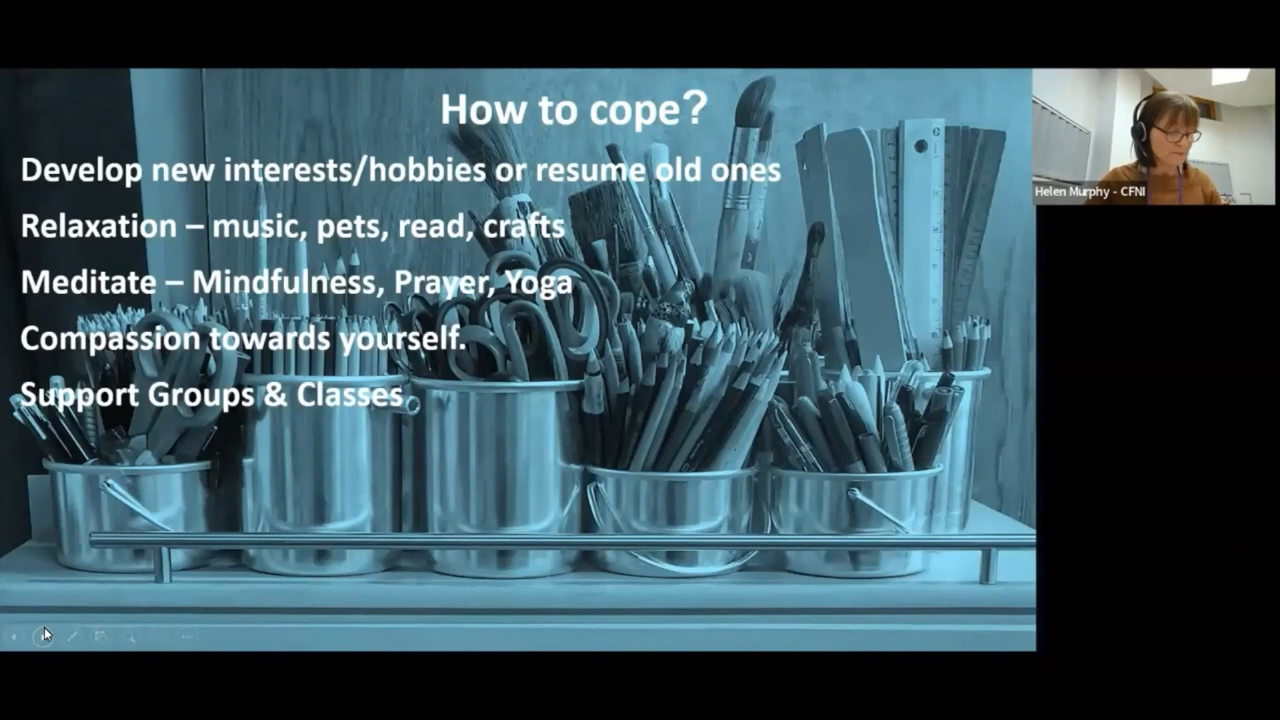 How to cope?
Develop new interests/hobbies or resume old ones
Relaxation – music, pets, read, crafts
Meditate – Mindfulness, Prayer, Yoga
Compassion towards yourself.
Support Groups & Classes
Helen Murphy - CFNI